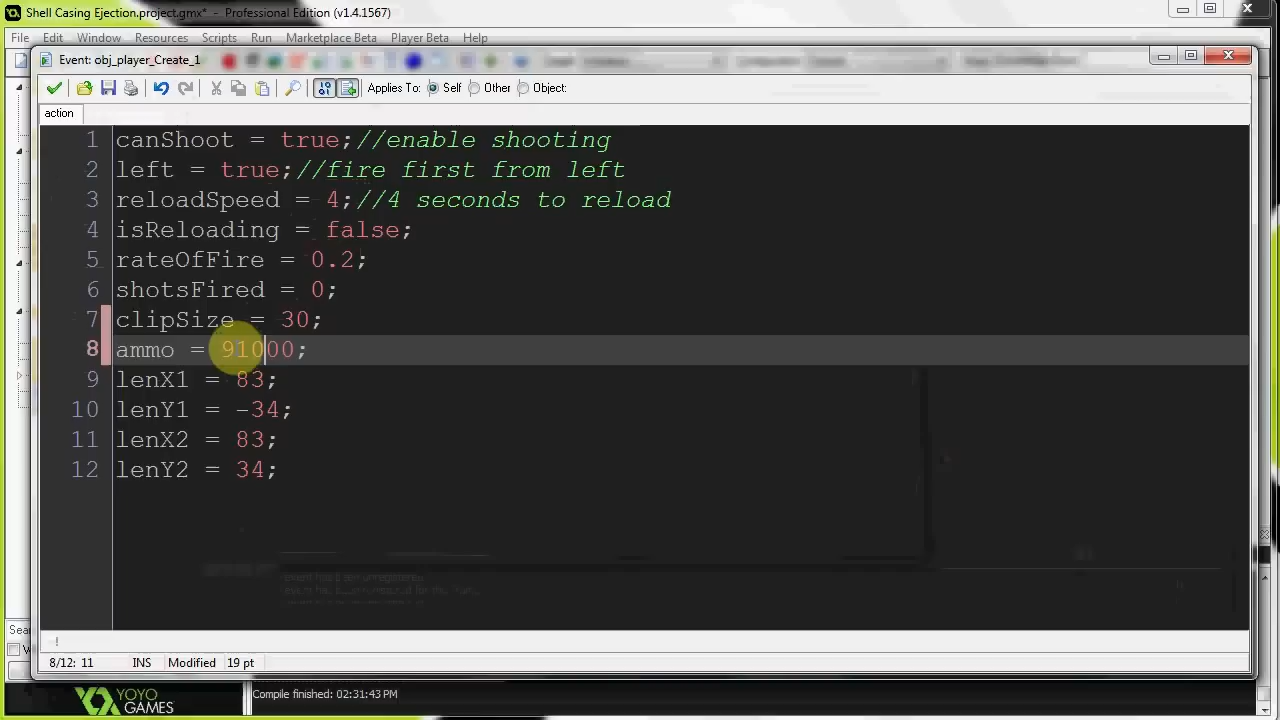 Shell Casing Ejection.project.gmx* - Professional Edition (v1.4.1567)
File Edit Window Resources Scripts Run Marketplace Beta Player Beta Help
Event: obj_player_Create_1
Applies To: Self Other Object:
action
1 canShoot = true;//enable shooting
2 left = true;//fire first from left
3 reloadSpeed = 4;//4 seconds to reload
4 isReloading = false;
5 rateOfFire = 0.2;
6 shotsFired = 0;
7 clipSize = 30;
8 ammo = 91000;
9 lenX1 = 83;
10 lenY1 = -34;
11 lenX2 = 83;
12 lenY2 = 34;
!
8/12: 11 INS Modified 19 pt
YOYO
GAMES
Compile finished: 02:31:43 PM